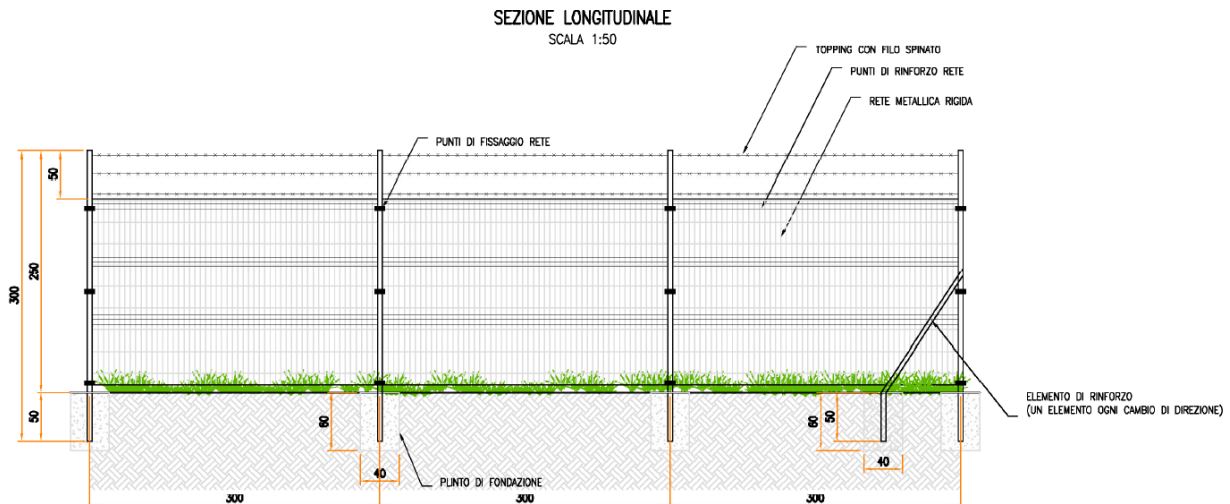 SEZIONE LONGITUDINALE
SCALA 1:50
TOPPING CON FILO SPINATO
PUNTI DI RINFORZO RETE
RETE METALLICA RIGIDA
PUNTI DI FISSAGGIO RETE
50
250
300
50
60
40
PUNTO DI FONDAZIONE
60
50
40
ELEMENTO DI RINFORZO
(UN ELEMENTO OGNI CAMBIO DI DIREZIONE)
300
300
300